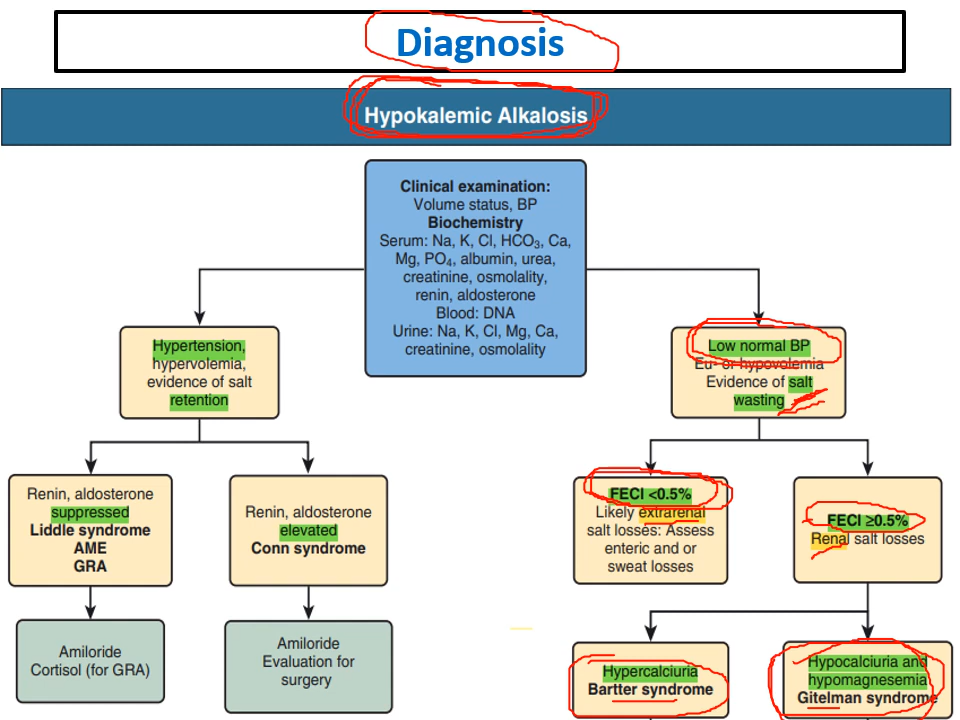 Diagnosis
Hypokalemic Alkalosis
Clinical examination:
Volume status, BP
Biochemistry
Serum: Na, K, Cl, HCO₃, Ca,
Mg, PO₄, albumin, urea,
creatinine, osmolality,
renin, aldosterone
Blood: DNA
Urine: Na, K, Cl, Mg, Ca,
creatinine, osmolality
Hypertension,
hypervolemia,
evidence of salt
retention
Low normal BP
Eu- or hypovolemia
Evidence of salt
wasting
Renin, aldosterone
suppressed
Liddle syndrome
AME
GRA
Renin, aldosterone
elevated
Conn syndrome
FECl <0.5%
Likely extrarenal
salt losses: Assess
enteric and or
sweat losses
FECl ≥0.5%
Renal salt losses
Amiloride
Cortisol (for GRA)
Amiloride
Evaluation for
surgery
Hypercalciuria
Bartter syndrome
Hypocalciuria and
hypomagnesemia
Gitelman syndrome